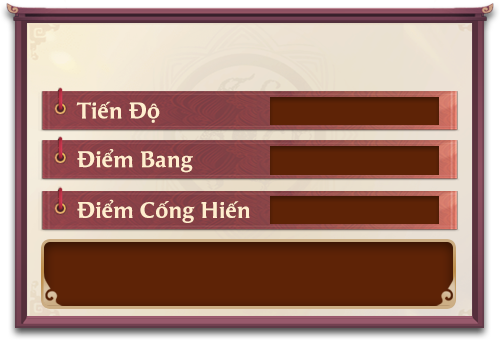 Tiến Độ
Điểm Bang
Điểm Cống Hiến